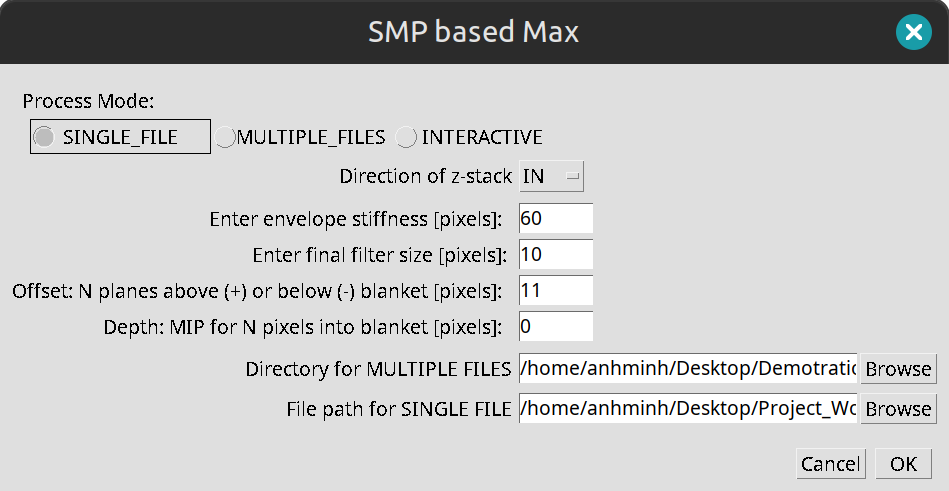 SMP based Max
Process Mode:
SINGLE_FILE MULTIPLE_FILES INTERACTIVE
Direction of z-stack IN
Enter envelope stiffness [pixels]: 60
Enter final filter size [pixels]: 10
Offset: N planes above (+) or below (-) blanket [pixels]: 11
Depth: MIP for N pixels into blanket [pixels]: 0
Directory for MULTIPLE FILES /home/anhminh/Desktop/Demotratic Browse
File path for SINGLE FILE /home/anhminh/Desktop/Project_Wo Browse
Cancel OK